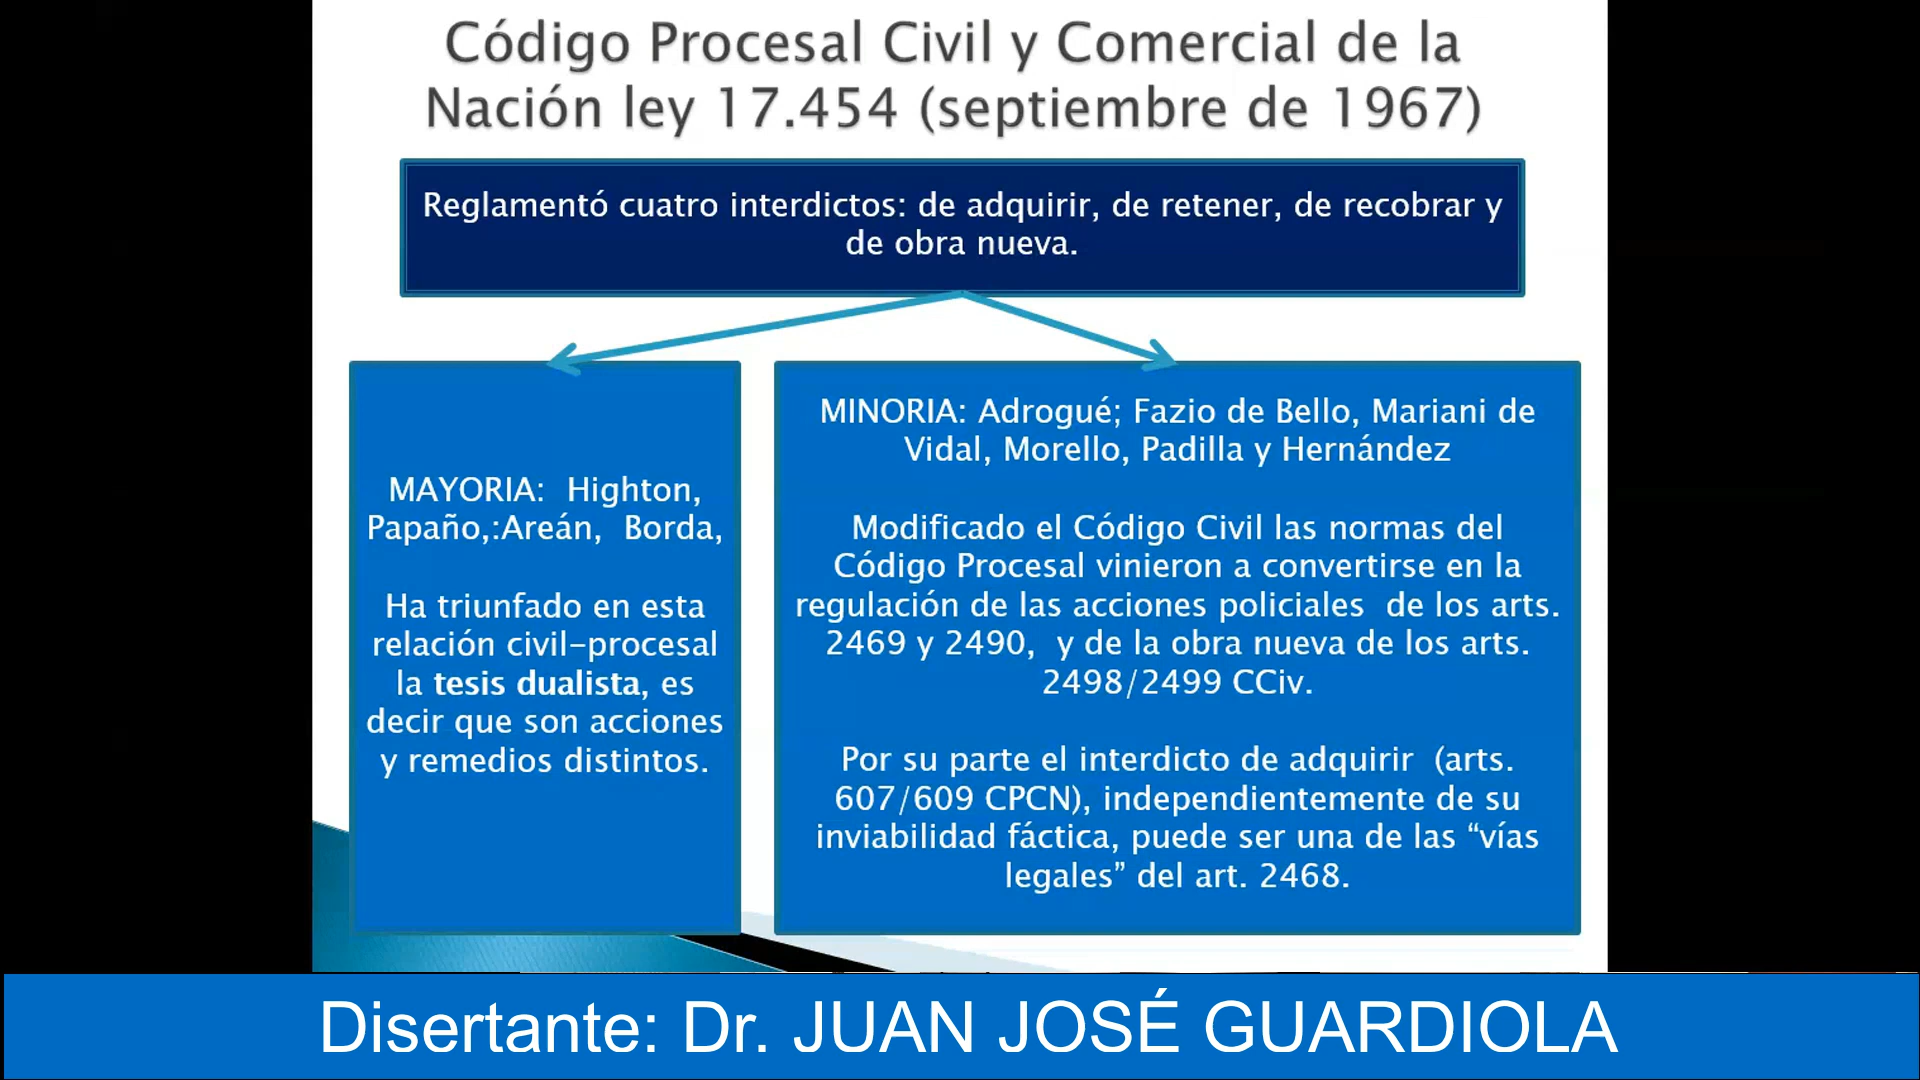 Código Procesal Civil y Comercial de la
Nación ley 17.454 (septiembre de 1967)
Reglamentó cuatro interdictos: de adquirir, de retener, de recobrar y
de obra nueva.
MAYORIA:  Highton,
Papaño,:Areán,  Borda,
Ha triunfado en esta
relación civil-procesal
la tesis dualista, es
decir que son acciones
y remedios distintos.
MINORIA: Adrogué; Fazio de Bello, Mariani de
Vidal, Morello, Padilla y Hernández
Modificado el Código Civil las normas del
Código Procesal vinieron a convertirse en la
regulación de las acciones policiales  de los arts.
2469 y 2490,  y de la obra nueva de los arts.
2498/2499 CCiv.
Por su parte el interdicto de adquirir  (arts.
607/609 CPCN), independientemente de su
inviabilidad fáctica, puede ser una de las “vías
legales” del art. 2468.
Disertante: Dr. JUAN JOSÉ GUARDIOLA